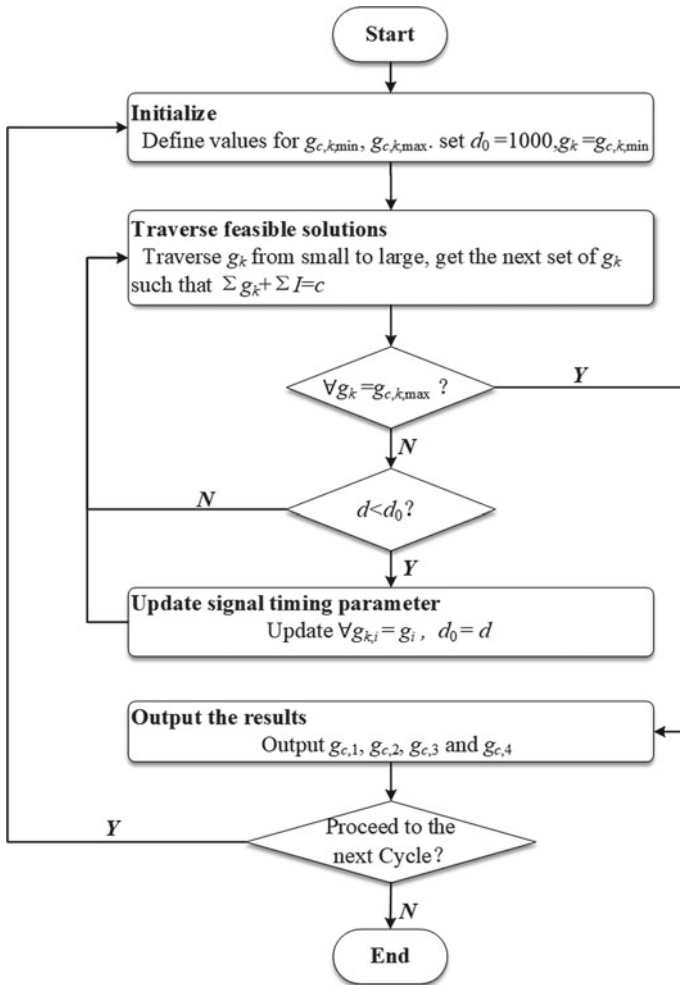 Start
Initialize
Define values for g_{c,k,min}, g_{c,k,max}. set d_0 =1000,g_k=g_{c,k,min}
Traverse feasible solutions
Traverse g_k from small to large, get the next set of g_k
such that Σg_k+ΣI=c
∀g_k=g_{c,k,max} ?
Y
N
d<d_0?
N
Y
Update signal timing parameter
Update ∀g_{k,i}=g_i , d_0=d
Output the results
Output g_{c,1}, g_{c,2}, g_{c,3} and g_{c,4}
Y
Proceed to the
next Cycle?
N
End